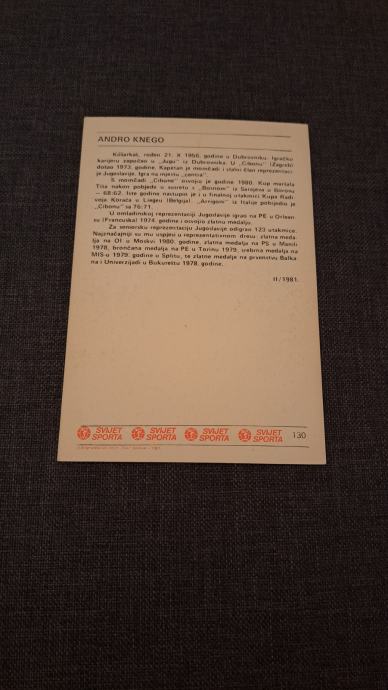 ANDRO KNEGO
Košarkaš, rođen 21. X 1956. godine u Dubrovniku. Igračku
karijeru započeo u „Jugu" iz Dubrovnika. U „Cibonu" (Zagreb)
došao 1973. godine. Kapetan je momčadi i stalni član reprezentaci-
je Jugoslavije. Igra na mjestu „centra".
S momčadi „Cibone" osvojio je godine 1980. Kup maršala
Tita nakon pobjede u susretu s „Bosnom" iz Sarajeva u Borovu
— 68:62. Iste godine nastupio je i u finalnoj utakmici Kupa Radi-
voja Koraća u Liegeu (Belgija). „Arrigoni" iz Italije pobijedio je
„Cibonu" sa 76:71.
U omladinskoj reprezentaciji Jugoslavije igrao na PE u Orlean-
su (Francuska) 1974. godine i osvojio zlatnu medalju.
Za seniorsku reprezentaciju Jugoslavije odigrao 123 utakmice.
Najznačajniji su mu uspjesi u reprezentativnom dresu: zlatna meda-
lja na OI u Moskvi 1980. godine, zlatna medalja na PS u Manili
1978, brončana medalja na PE u Torinu 1979, srebrna medalja na
MIS-u 1979. godine u Splitu, te zlatne medalje na prvenstvu Balka-
na i Univerzijadi u Bukureštu 1978. godine.
II/1981.
SVIJET SPORTA SVIJET SPORTA SVIJET SPORTA SVIJET SPORTA 130